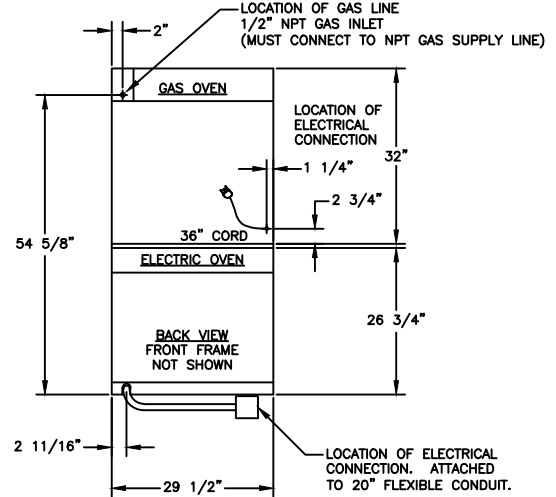 LOCATION OF GAS LINE
1/2" NPT GAS INLET
(MUST CONNECT TO NPT GAS SUPPLY LINE)
2"
GAS OVEN
LOCATION OF
ELECTRICAL
CONNECTION
32"
1 1/4"
2 3/4"
36" CORD
54 5/8"
ELECTRIC OVEN
26 3/4"
BACK VIEW
FRONT FRAME
NOT SHOWN
2 11/16"
LOCATION OF ELECTRICAL
CONNECTION. ATTACHED
TO 20" FLEXIBLE CONDUIT.
29 1/2"